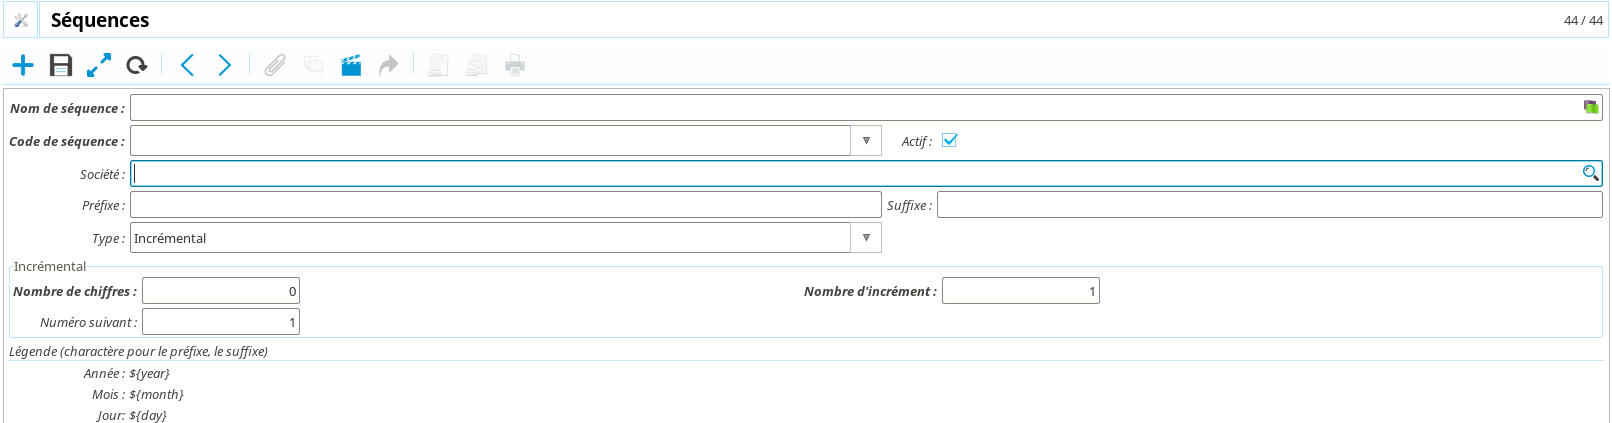 Séquences 44 / 44
Nom de séquence :
Code de séquence : Actif :
Société :
Préfixe : Suffixe :
Type : Incrémental
Incrémental
Nombre de chiffres : 0 Nombre d'incrément : 1
Numéro suivant : 1
Légende (charactère pour le préfixe, le suffixe)
Année : ${year}
Mois : ${month}
Jour: ${day}